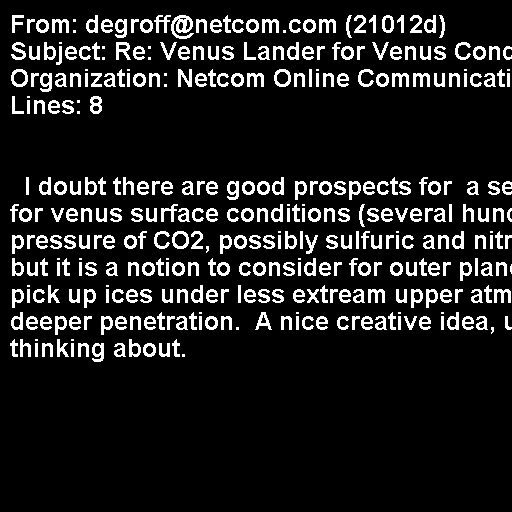 From: degroff@netcom.com (21012d)
Subject: Re: Venus Lander for Venus Cond
Organization: Netcom Online Communicati
Lines: 8
I doubt there are good prospects for  a se
for venus surface conditions (several hund
pressure of CO2, possibly sulfuric and nitr
but it is a notion to consider for outer plan
pick up ices under less extream upper atm
deeper penetration.  A nice creative idea, u
thinking about.